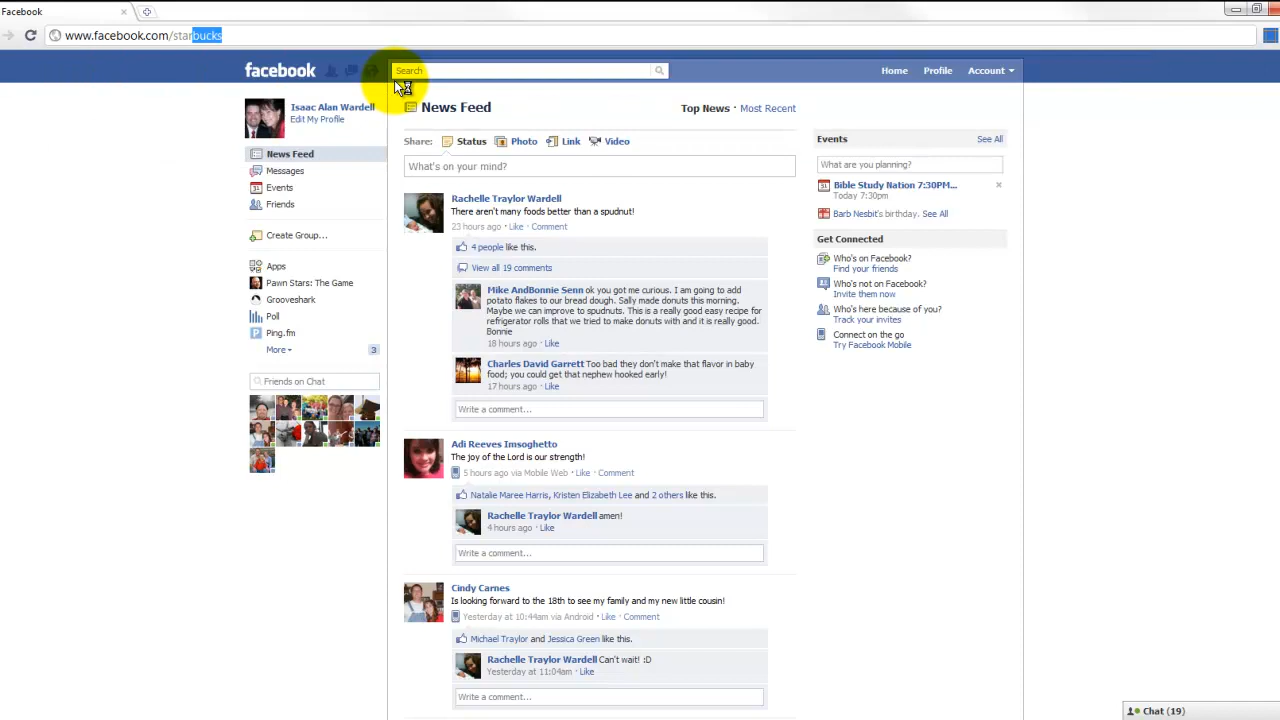 Facebook
www.facebook.com/starbucks
facebook
Search
Home
Profile
Account
Isaac Alan Wardell
Edit My Profile
News Feed
Messages
Events
Friends
Create Group...
Apps
Pawn Stars: The Game
Grooveshark
Poll
Ping.fm
More
3
Friends on Chat
News Feed
Top News · Most Recent
Share: Status Photo Link Video
What's on your mind?
Rachelle Traylor Wardell
There aren't many foods better than a spudnut!
23 hours ago · Like · Comment
4 people like this.
View all 19 comments
Mike AndBonnie Senn ok you got me curious. I am going to add
potato flakes to our bread dough. Sally made donuts this morning.
Maybe we can improve to spudnuts. This is a really good easy recipe for
refrigerator rolls that we tried to make donuts with and it is really good.
Bonnie
18 hours ago · Like
Charles David Garrett Too bad they don't make that flavor in baby
food; you could get that nephew hooked early!
17 hours ago · Like
Write a comment...
Adi Reeves Imsoghetto
The joy of the Lord is our strength!
5 hours ago via Mobile Web · Like · Comment
Natalie Maree Harris, Kristen Elizabeth Lee and 2 others like this.
Rachelle Traylor Wardell amen!
4 hours ago · Like
Write a comment...
Cindy Carnes
Is looking forward to the 18th to see my family and my new little cousin!
Yesterday at 10:44am via Android · Like · Comment
Michael Traylor and Jessica Green like this.
Rachelle Traylor Wardell Can't wait! :D
Yesterday at 11:04am · Like
Write a comment...
Events
See All
What are you planning?
31 Bible Study Nation 7:30PM...
Today 7:30pm
Barb Nesbit's birthday. See All
Get Connected
Who's on Facebook?
Find your friends
Who's not on Facebook?
Invite them now
Who's here because of you?
Track your invites
Connect on the go
Try Facebook Mobile
Chat (19)